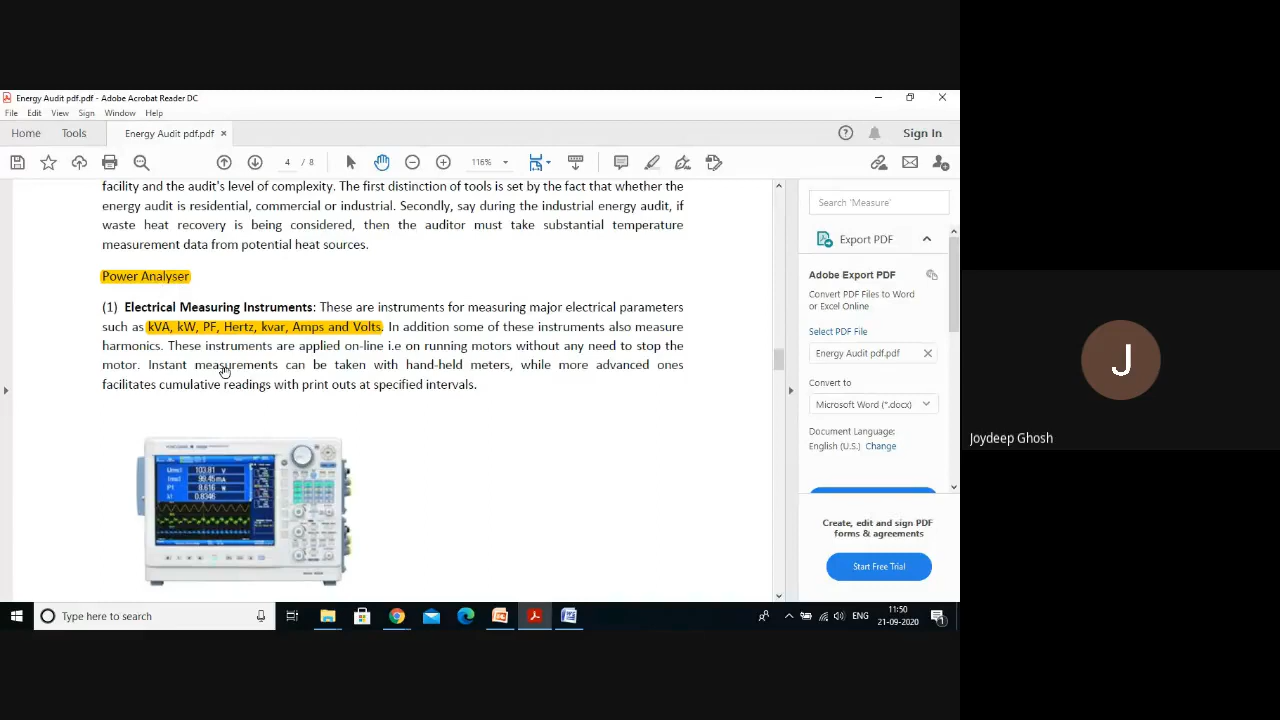 Energy Audit pdf.pdf - Adobe Acrobat Reader DC
File Edit View Sign Window Help
Home Tools Energy Audit pdf.pdf × Sign In
4 / 8 116%
facility and the audit's level of complexity. The first distinction of tools is set by the fact that whether the
energy audit is residential, commercial or industrial. Secondly, say during the industrial energy audit, if
waste heat recovery is being considered, then the auditor must take substantial temperature
measurement data from potential heat sources.
Power Analyser
(1) Electrical Measuring Instruments: These are instruments for measuring major electrical parameters
such as kVA, kW, PF, Hertz, kvar, Amps and Volts. In addition some of these instruments also measure
harmonics. These instruments are applied on-line i.e on running motors without any need to stop the
motor. Instant measurements can be taken with hand-held meters, while more advanced ones
facilitates cumulative readings with print outs at specified intervals.
103.81 V
99.45mA
8.616 W
0.8346
Search 'Measure'
Export PDF
Adobe Export PDF
Convert PDF Files to Word
or Excel Online
Select PDF File
Energy Audit pdf.pdf
Convert to
Microsoft Word (*.docx)
Document Language:
English (U.S.) Change
Create, edit and sign PDF
forms & agreements
Start Free Trial
Type here to search
ENG
11:50
21-09-2020
1
J
Joydeep Ghosh